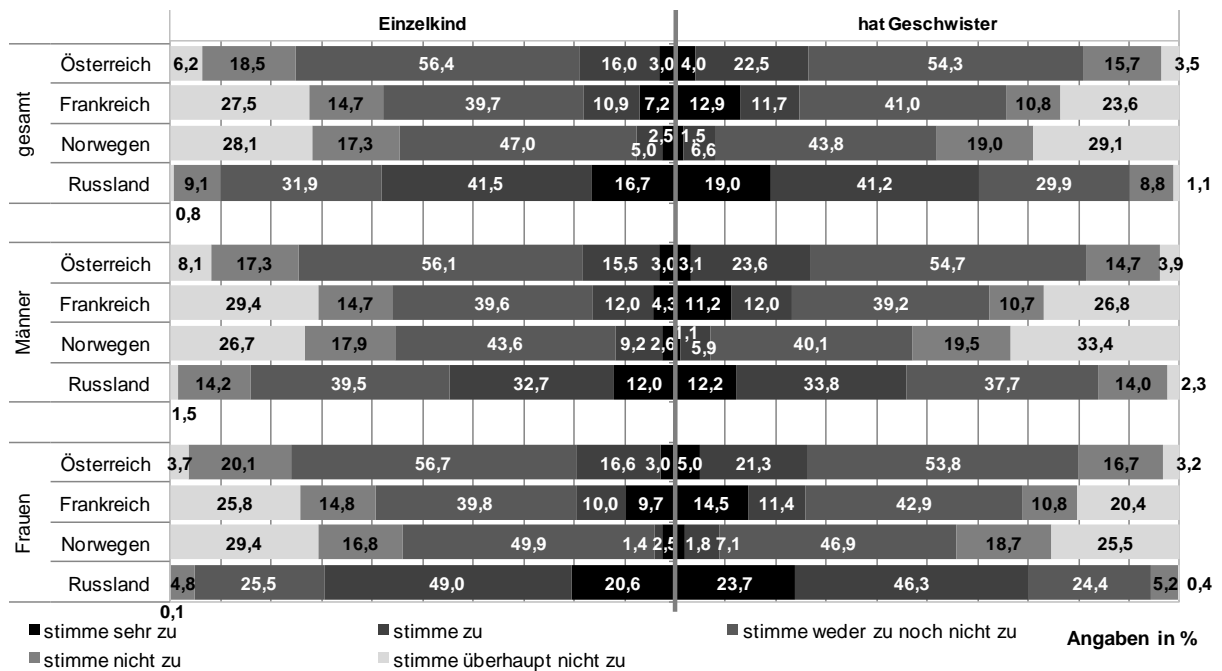 Einzelkind hat Geschwister
gesamt
Österreich 6,2 18,5 56,4 16,0 3,0 4,0 22,5 54,3 15,7 3,5
Frankreich 27,5 14,7 39,7 10,9 7,2 12,9 11,7 41,0 10,8 23,6
Norwegen 28,1 17,3 47,0 5,0 2,5 1,5 6,6 43,8 19,0 29,1
Russland 9,1 31,9 41,5 16,7 19,0 41,2 29,9 8,8 1,1
0,8
Männer
Österreich 8,1 17,3 56,1 15,5 3,0 3,1 23,6 54,7 14,7 3,9
Frankreich 29,4 14,7 39,6 12,0 4,3 11,2 12,0 39,2 10,7 26,8
Norwegen 26,7 17,9 43,6 9,2 2,6 1,1 5,9 40,1 19,5 33,4
Russland 14,2 39,5 32,7 12,0 12,2 33,8 37,7 14,0 2,3
1,5
Frauen
Österreich 3,7 20,1 56,7 16,6 3,0 5,0 21,3 53,8 16,7 3,2
Frankreich 25,8 14,8 39,8 10,0 9,7 14,5 11,4 42,9 10,8 20,4
Norwegen 29,4 16,8 49,9 1,4 2,5 1,8 7,1 46,9 18,7 25,5
Russland 4,8 25,5 49,0 20,6 23,7 46,3 24,4 5,2 0,4
0,1
stimme sehr zu stimme zu stimme weder zu noch nicht zu Angaben in %
stimme nicht zu stimme überhaupt nicht zu